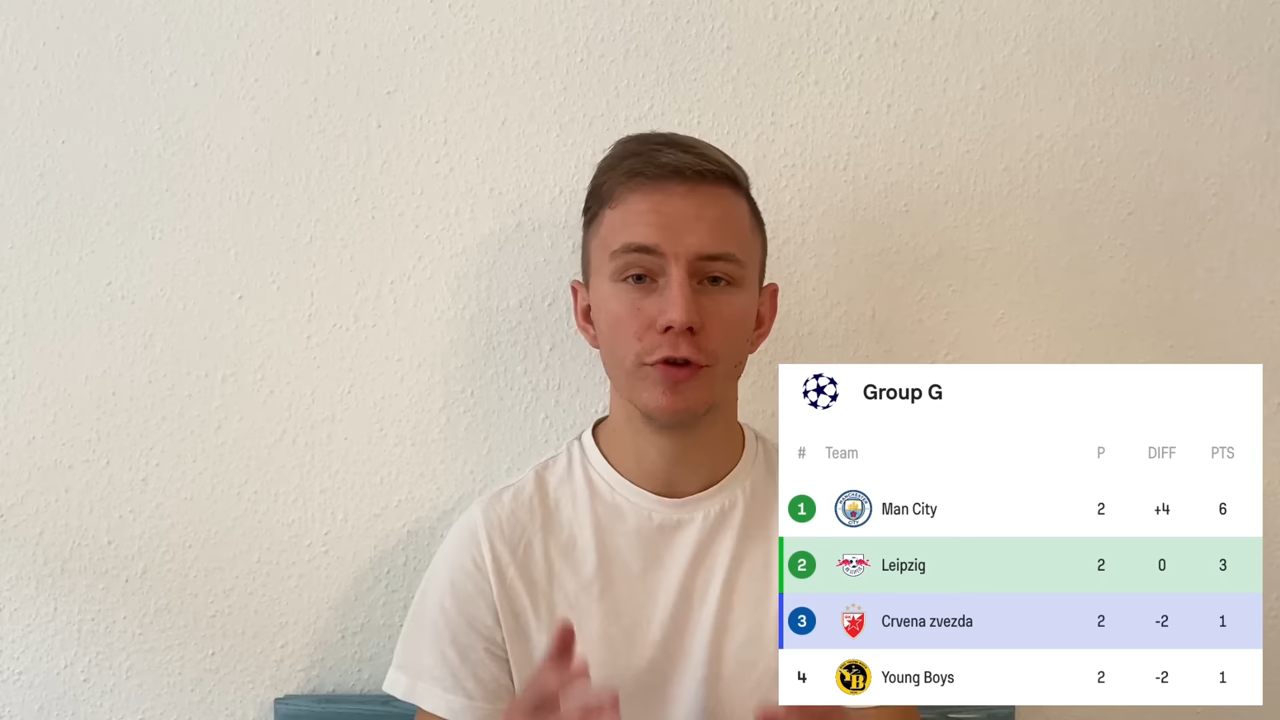 Group G
# Team P DIFF PTS
1 Man City 2 +4 6
2 Leipzig 2 0 3
3 Crvena zvezda 2 -2 1
4 Young Boys 2 -2 1